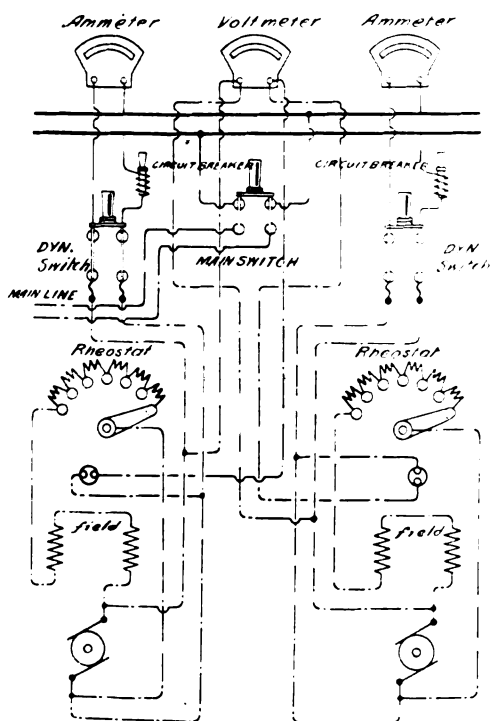 Ammeter Voltmeter Ammeter
CIRCUIT BREAKER CIRCUIT BREAKER
DYN. Switch MAIN SWITCH DYN Switch
MAIN LINE
Rheostat Rheostat
field field